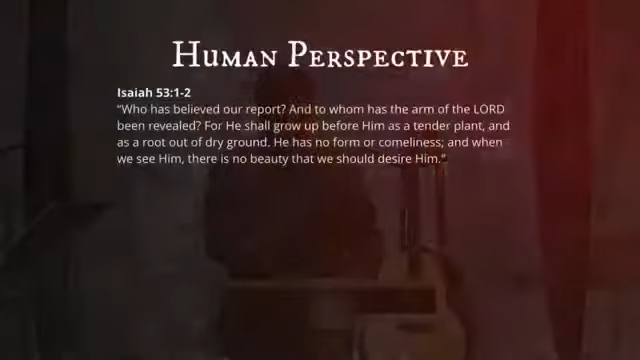 Human Perspective
Isaiah 53:1-2
“Who has believed our report? And to whom has the arm of the LORD
been revealed? For He shall grow up before Him as a tender plant, and
as a root out of dry ground. He has no form or comeliness; and when
we see Him, there is no beauty that we should desire Him.”